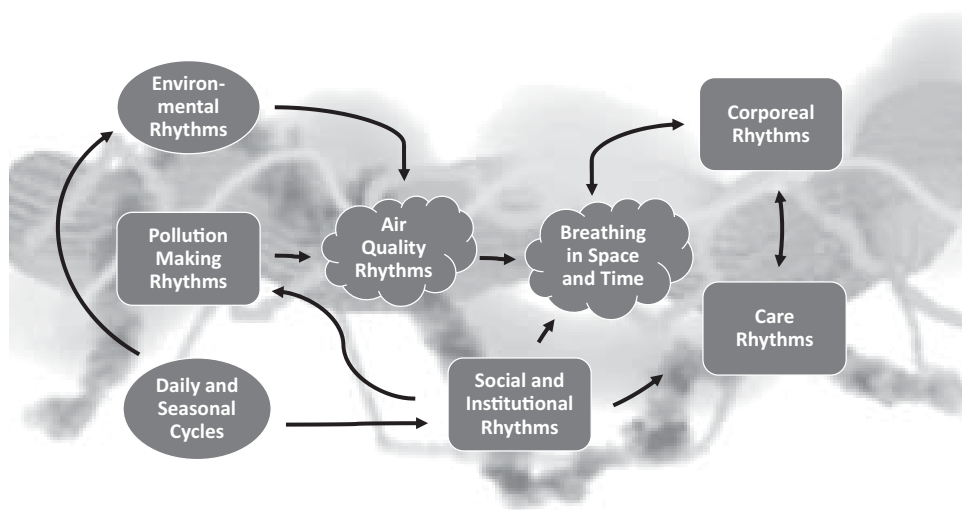 Environ-
mental
Rhythms
Corporeal
Rhythms
Pollution
Making
Rhythms
Air
Quality
Rhythms
Breathing
in Space
and Time
Care
Rhythms
Daily and
Seasonal
Cycles
Social and
Institutional
Rhythms